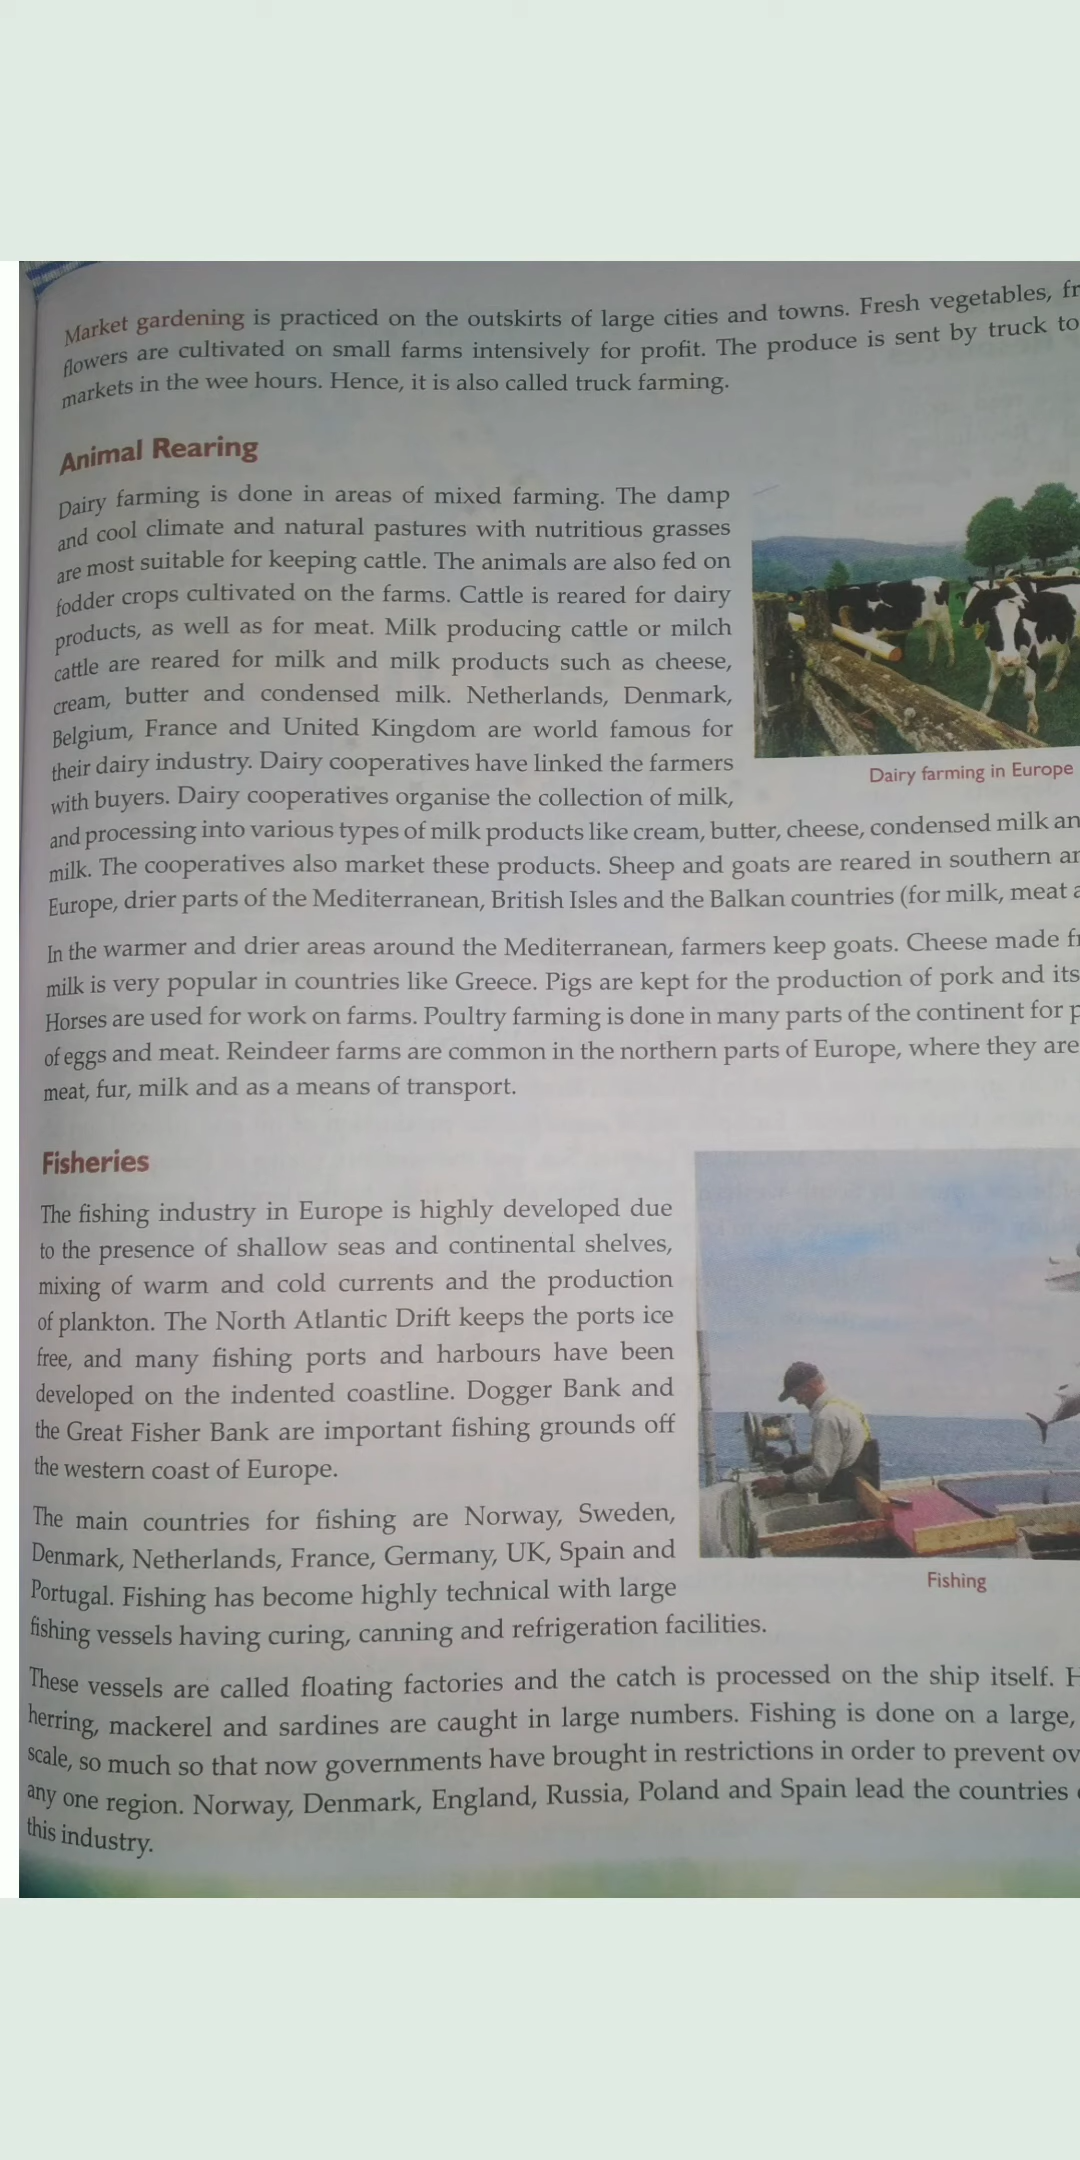 Market gardening is practiced on the outskirts of large cities and towns. Fresh vegetables,
flowers are cultivated on small farms intensively for profit. The produce is sent by truck to
markets in the wee hours. Hence, it is also called truck farming.
Animal Rearing
Dairy farming is done in areas of mixed farming. The damp
and cool climate and natural pastures with nutritious grasses
are most suitable for keeping cattle. The animals are also fed on
fodder crops cultivated on the farms. Cattle is reared for dairy
products, as well as for meat. Milk producing cattle or milch
cattle are reared for milk and milk products such as cheese,
cream, butter and condensed milk. Netherlands, Denmark,
Belgium, France and United Kingdom are world famous for
their dairy industry. Dairy cooperatives have linked the farmers
with buyers. Dairy cooperatives organise the collection of milk,
and processing into various types of milk products like cream, butter, cheese, condensed milk
milk. The cooperatives also market these products. Sheep and goats are reared in southern
Europe, drier parts of the Mediterranean, British Isles and the Balkan countries (for milk, meat
Dairy farming in Europe
In the warmer and drier areas around the Mediterranean, farmers keep goats. Cheese made
milk is very popular in countries like Greece. Pigs are kept for the production of pork and its
Horses are used for work on farms. Poultry farming is done in many parts of the continent for
of eggs and meat. Reindeer farms are common in the northern parts of Europe, where they are
meat, fur, milk and as a means of transport.
Fisheries
The fishing industry in Europe is highly developed due
to the presence of shallow seas and continental shelves,
mixing of warm and cold currents and the production
of plankton. The North Atlantic Drift keeps the ports ice
free, and many fishing ports and harbours have been
developed on the indented coastline. Dogger Bank and
the Great Fisher Bank are important fishing grounds off
the western coast of Europe.
The main countries for fishing are Norway, Sweden,
Denmark, Netherlands, France, Germany, UK, Spain and
Portugal. Fishing has become highly technical with large
fishing vessels having curing, canning and refrigeration facilities.
Fishing
These vessels are called floating factories and the catch is processed on the ship itself.
herring, mackerel and sardines are caught in large numbers. Fishing is done on a large,
scale, so much so that now governments have brought in restrictions in order to prevent
any one region. Norway, Denmark, England, Russia, Poland and Spain lead the countries
this industry.